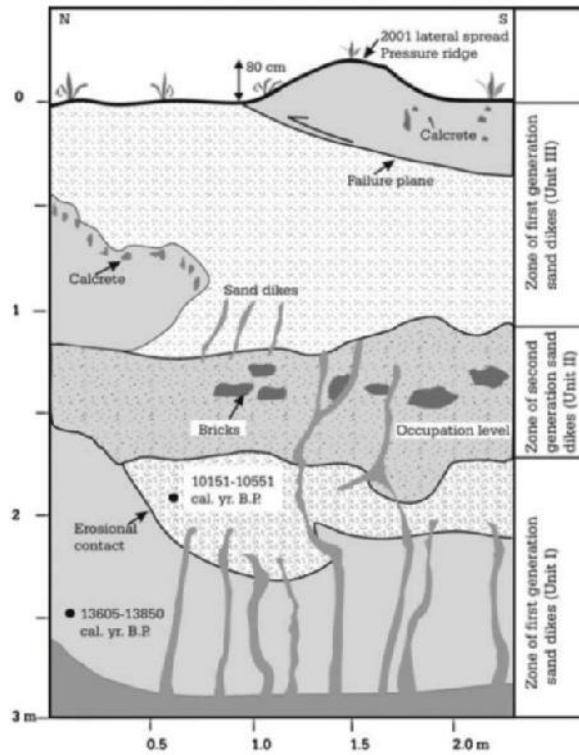 N
S
2001 lateral spread
Pressure ridge
80 cm
0
Calcrete
Failure plane
Calcrete
Sand dikes
1
Bricks
Occupation level
10151-10551
cal. yr. B.P.
2
Erosional
contact
13605-13850
cal. yr. B.P.
3 m
0.5
1.0
1.5
2.0 m
Zone of first generation
sand dikes (Unit III)
Zone of second
generation sand
dikes (Unit II)
Zone of first generation
sand dikes (Unit I)